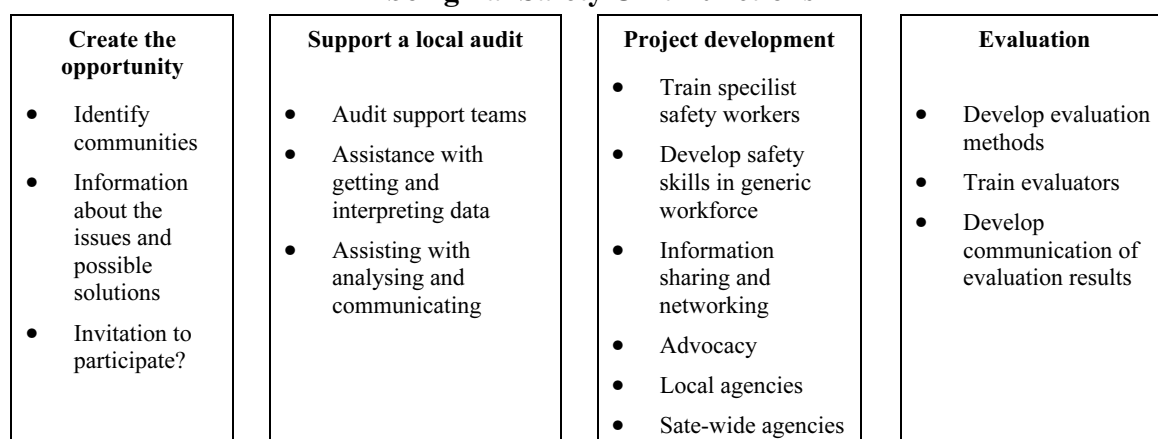 Create the
opportunity
• Identify
communities
• Information
about the
issues and
possible
solutions
• Invitation to
participate?
Support a local audit
• Audit support teams
• Assistance with
getting and
interpreting data
• Assisting with
analysing and
communicating
Project development
• Train specilist
safety workers
• Develop safety
skills in generic
workforce
• Information
sharing and
networking
• Advocacy
• Local agencies
• Sate-wide agencies
Evaluation
• Develop evaluation
methods
• Train evaluators
• Develop
communication of
evaluation results